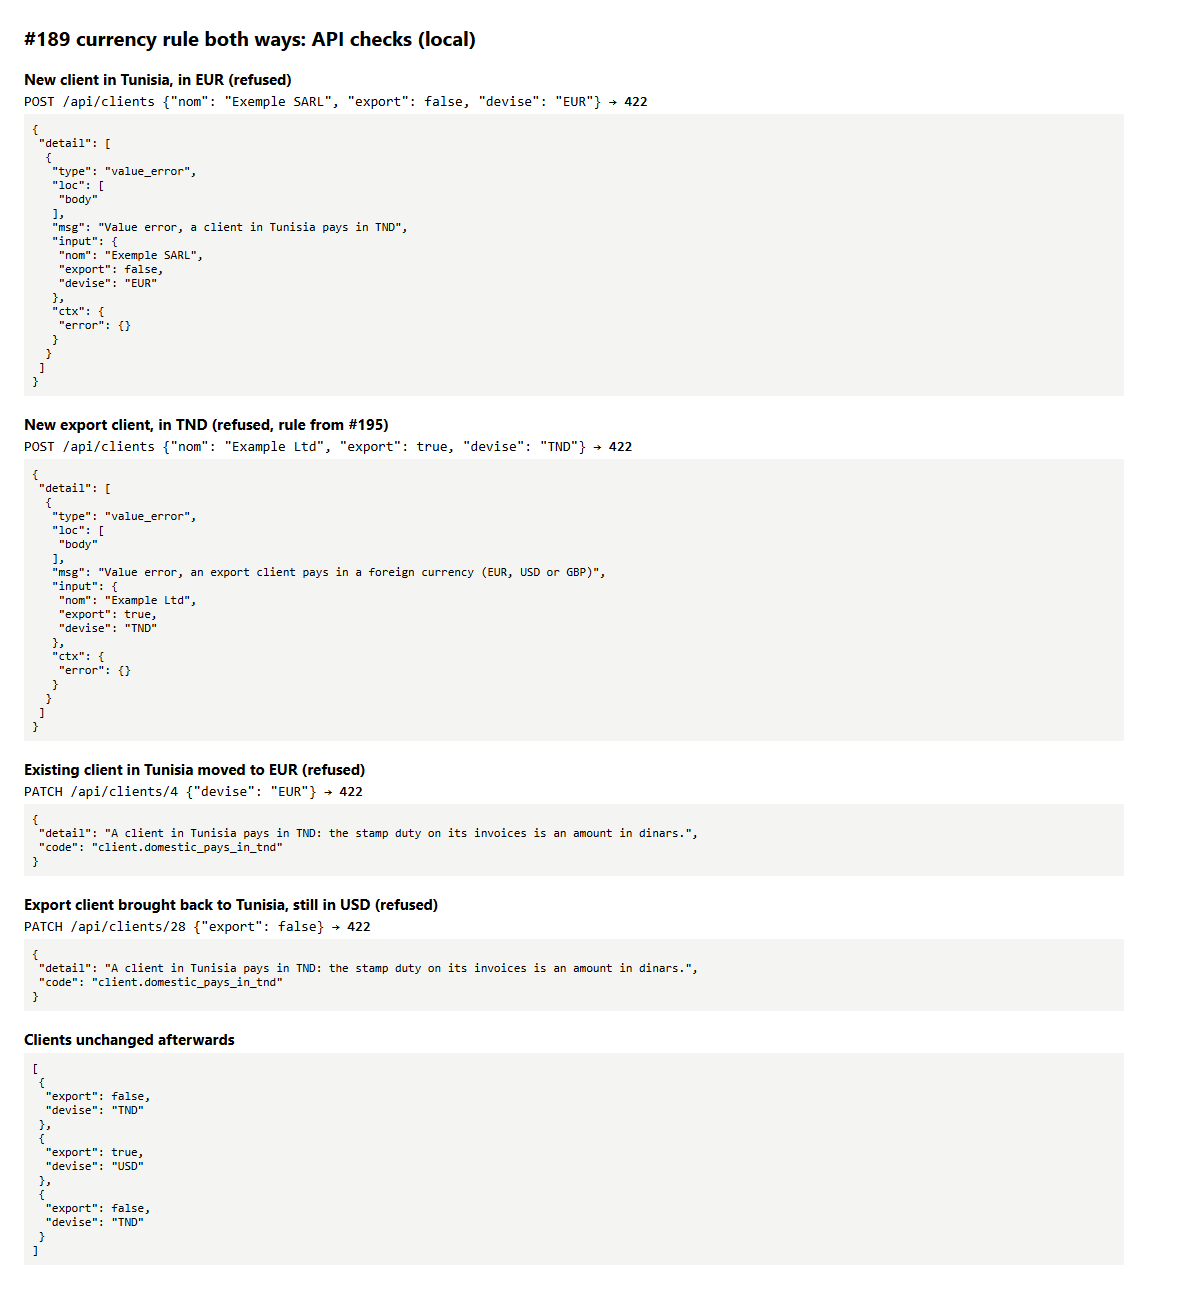 #189 currency rule both ways: API checks (local)
New client in Tunisia, in EUR (refused)
POST /api/clients {"nom": "Exemple SARL", "export": false, "devise": "EUR"} → 422
{
 "detail": [
  {
   "type": "value_error",
   "loc": [
    "body"
   ],
   "msg": "Value error, a client in Tunisia pays in TND",
   "input": {
    "nom": "Exemple SARL",
    "export": false,
    "devise": "EUR"
   },
   "ctx": {
    "error": {}
   }
  }
 ]
}
New export client, in TND (refused, rule from #195)
POST /api/clients {"nom": "Example Ltd", "export": true, "devise": "TND"} → 422
{
 "detail": [
  {
   "type": "value_error",
   "loc": [
    "body"
   ],
   "msg": "Value error, an export client pays in a foreign currency (EUR, USD or GBP)",
   "input": {
    "nom": "Example Ltd",
    "export": true,
    "devise": "TND"
   },
   "ctx": {
    "error": {}
   }
  }
 ]
}
Existing client in Tunisia moved to EUR (refused)
PATCH /api/clients/4 {"devise": "EUR"} → 422
{
 "detail": "A client in Tunisia pays in TND: the stamp duty on its invoices is an amount in dinars.",
 "code": "client.domestic_pays_in_tnd"
}
Export client brought back to Tunisia, still in USD (refused)
PATCH /api/clients/28 {"export": false} → 422
{
 "detail": "A client in Tunisia pays in TND: the stamp duty on its invoices is an amount in dinars.",
 "code": "client.domestic_pays_in_tnd"
}
Clients unchanged afterwards
[
 {
  "export": false,
  "devise": "TND"
 },
 {
  "export": true,
  "devise": "USD"
 },
 {
  "export": false,
  "devise": "TND"
 }
]